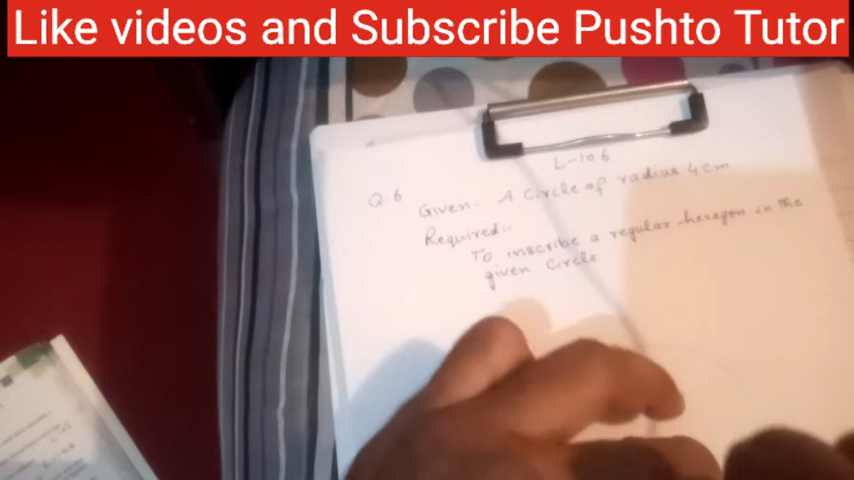 Like videos and Subscribe Pushto Tutor
L-106
Q.6
Given:- A Circle of radius 4cm
Required:-
To inscribe a regular hexagon in the
given Circle